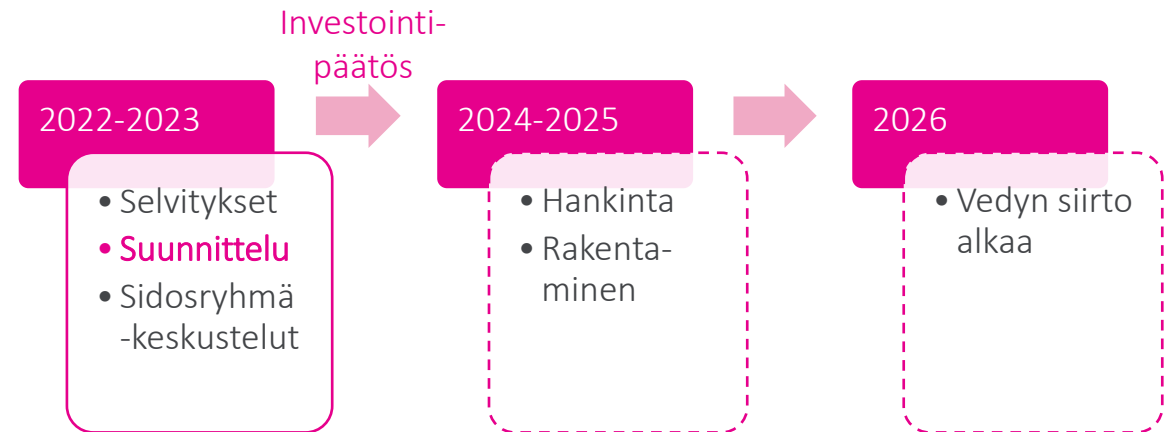 Investointi-
päätös
2022-2023
• Selvitykset
• Suunnittelu
• Sidosryhmä
-keskustelut
2024-2025
• Hankinta
• Rakenta-
minen
2026
• Vedyn siirto
alkaa